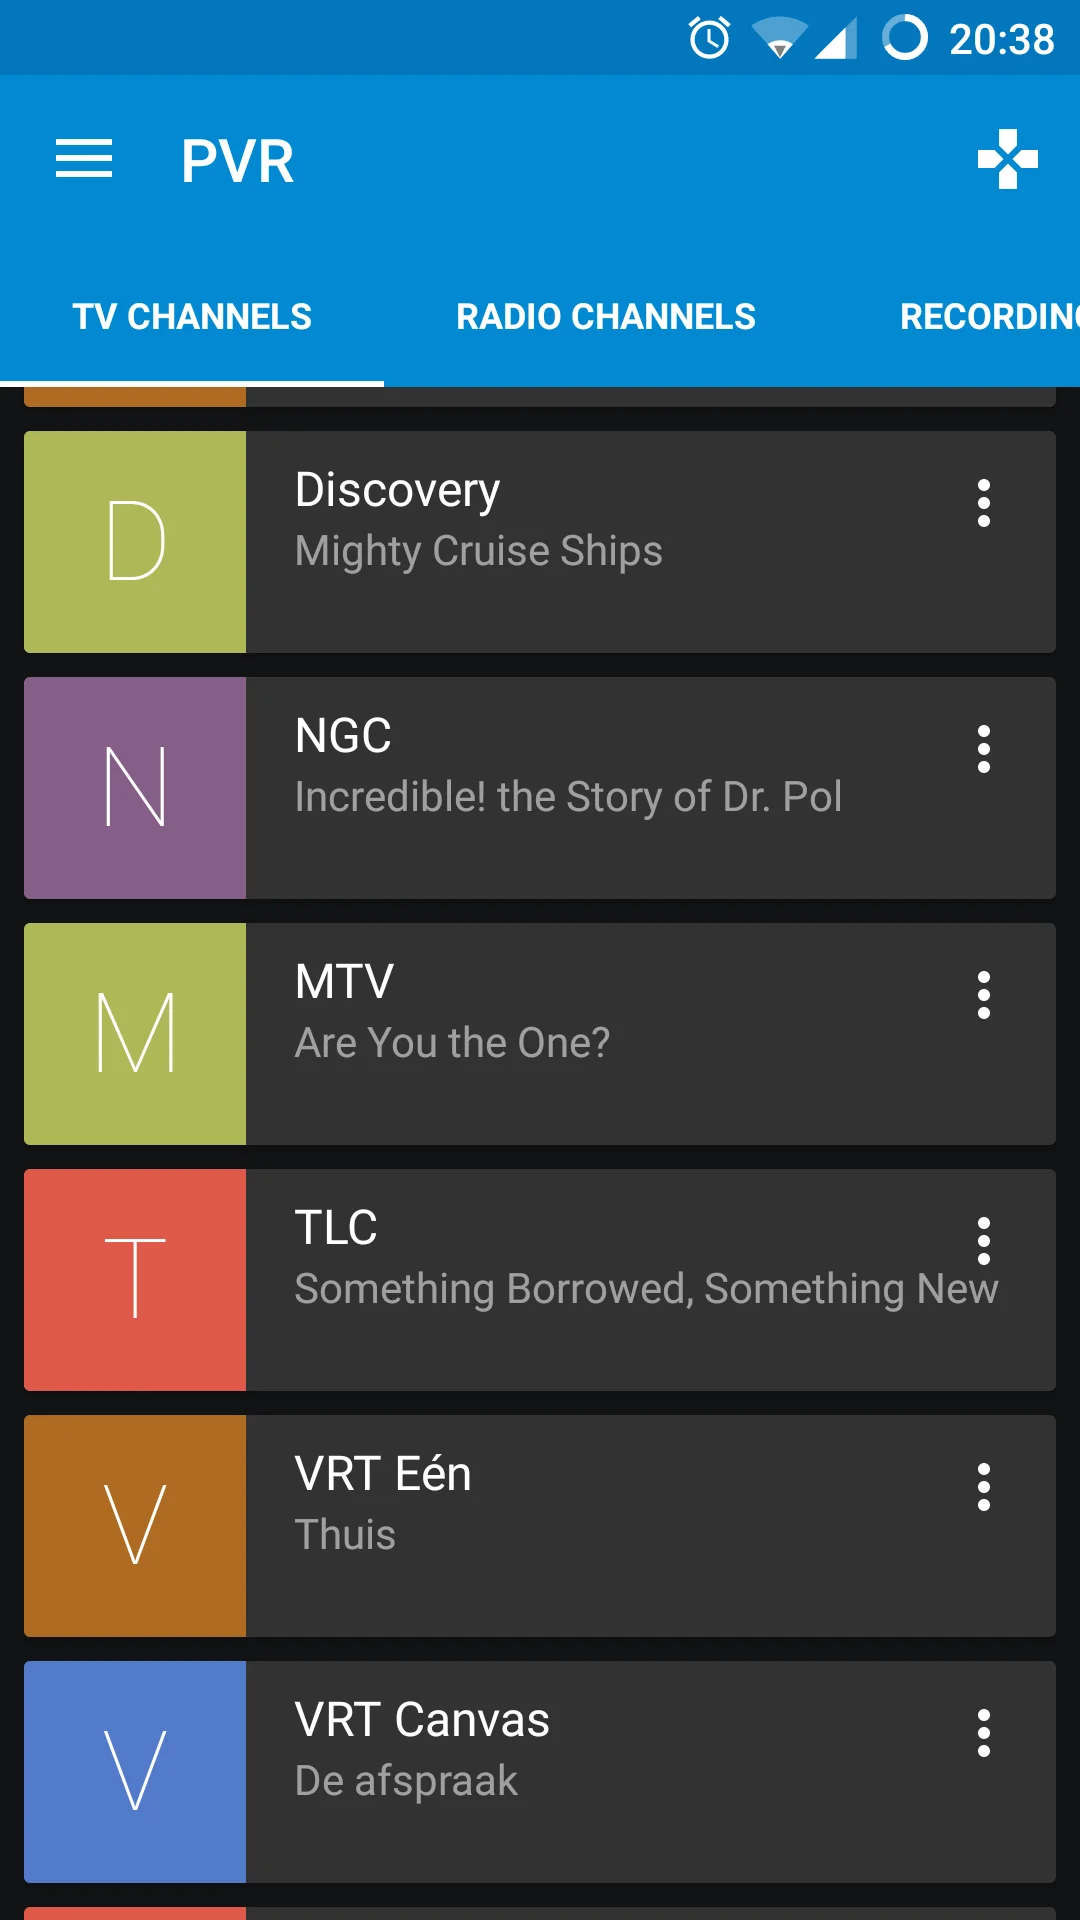 20:38
PVR
TV CHANNELS RADIO CHANNELS RECORDING
D
Discovery
Mighty Cruise Ships
N
NGC
Incredible! the Story of Dr. Pol
M
MTV
Are You the One?
T
TLC
Something Borrowed, Something New
V
VRT Eén
Thuis
V
VRT Canvas
De afspraak